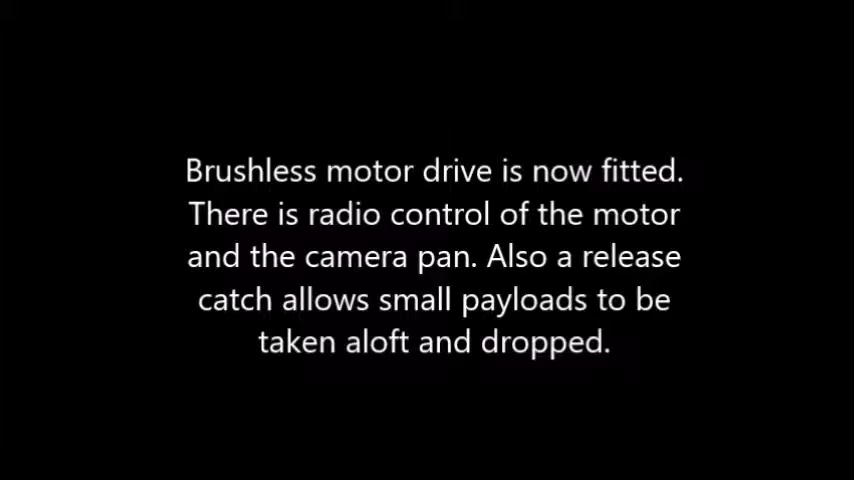 Brushless motor drive is now fitted.
There is radio control of the motor
and the camera pan. Also a release
catch allows small payloads to be
taken aloft and dropped.